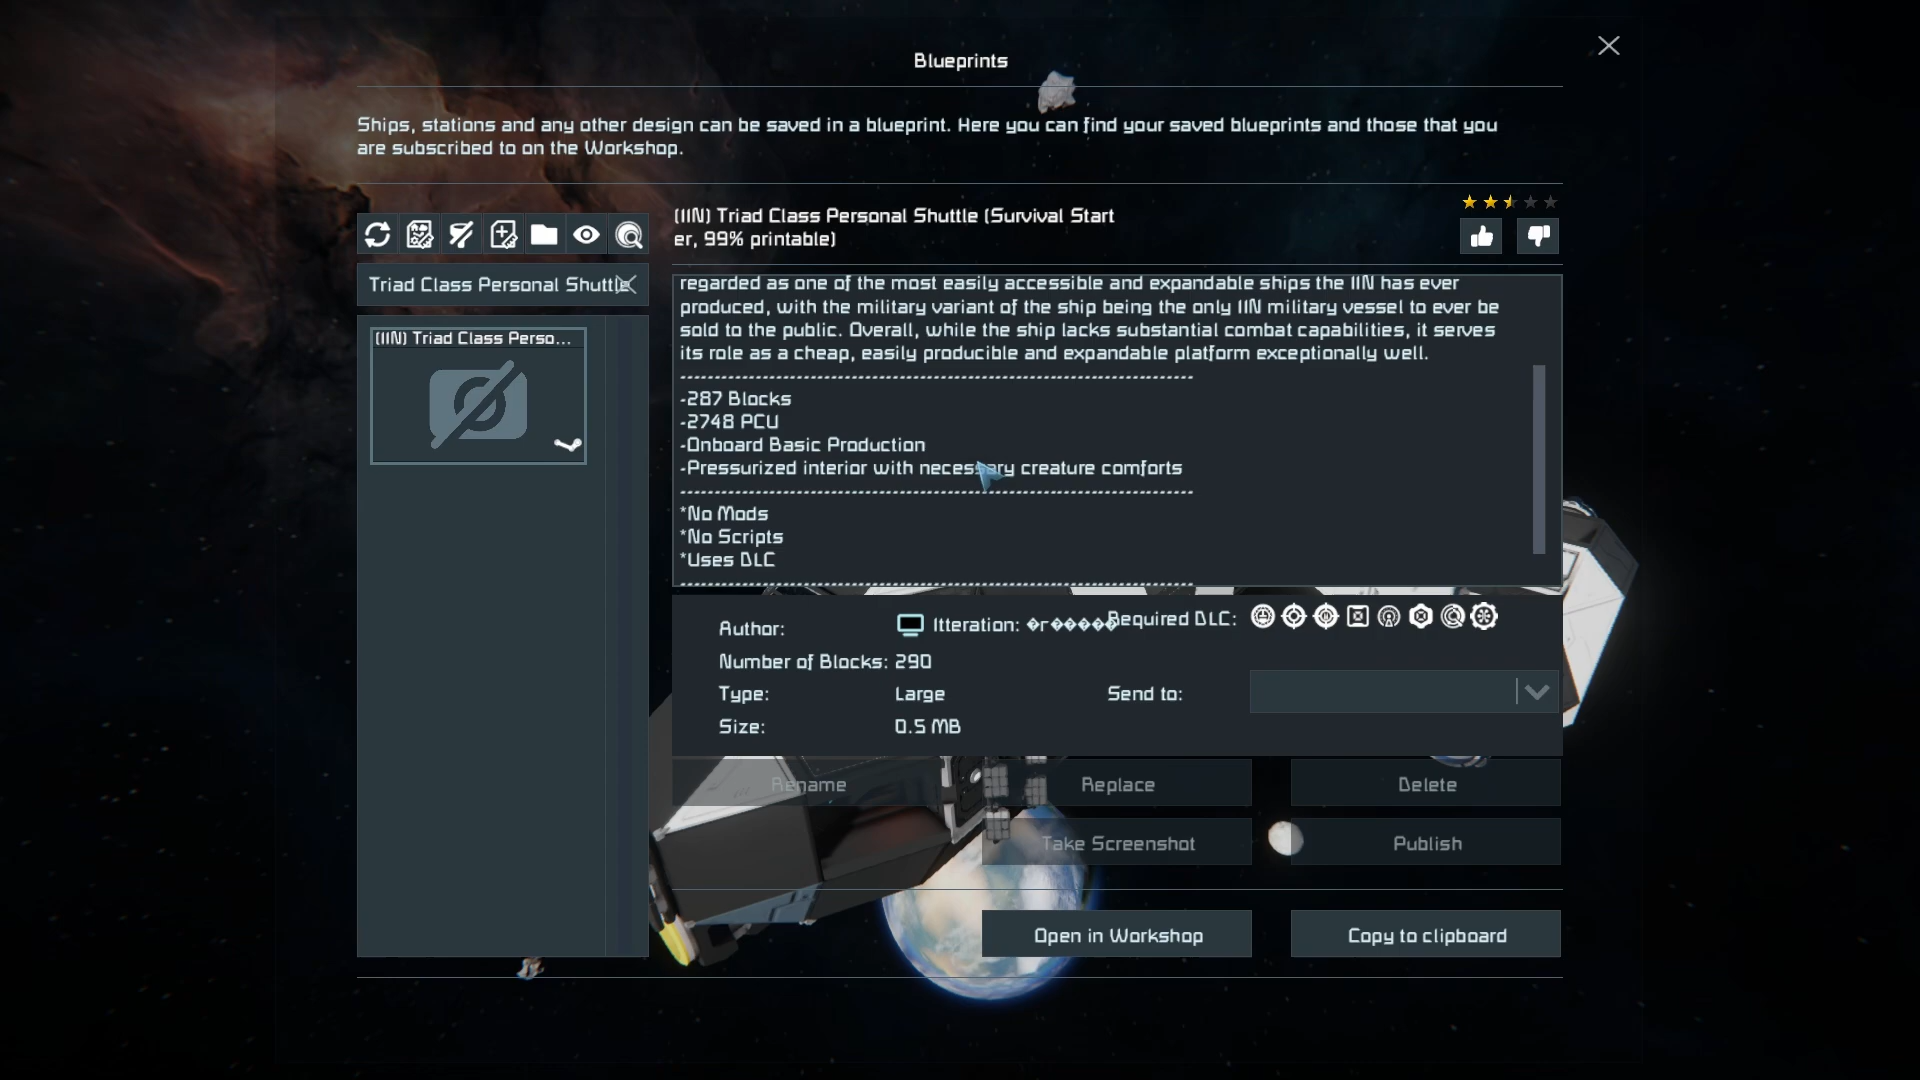 Blueprints
Ships, stations and any other design can be saved in a blueprint. Here you can find your saved blueprints and those that you
are subscribed to on the Workshop.
(IIN) Triad Class Personal Shuttle (Survival Start
er, 99% printable)
Triad Class Personal Shuttle
(IIN) Triad Class Perso...
regarded as one of the most easily accessible and expandable ships the IIN has ever
produced, with the military variant of the ship being the only IIN military vessel to ever be
sold to the public. Overall, while the ship lacks substantial combat capabilities, it serves
its role as a cheap, easily producible and expandable platform exceptionally well.
-------------------------------------------------------------------------
-287 Blocks
-2748 PCU
-Onboard Basic Production
-Pressurized interior with necessary creature comforts
-------------------------------------------------------------------------
*No Mods
*No Scripts
*Uses DLC
-------------------------------------------------------------------------
Author: Itteration: �г�����
Required DLC:
Number of Blocks: 290
Type: Large
Send to:
Size: 0.5 MB
Rename
Replace
Delete
Take Screenshot
Publish
Open in Workshop
Copy to clipboard